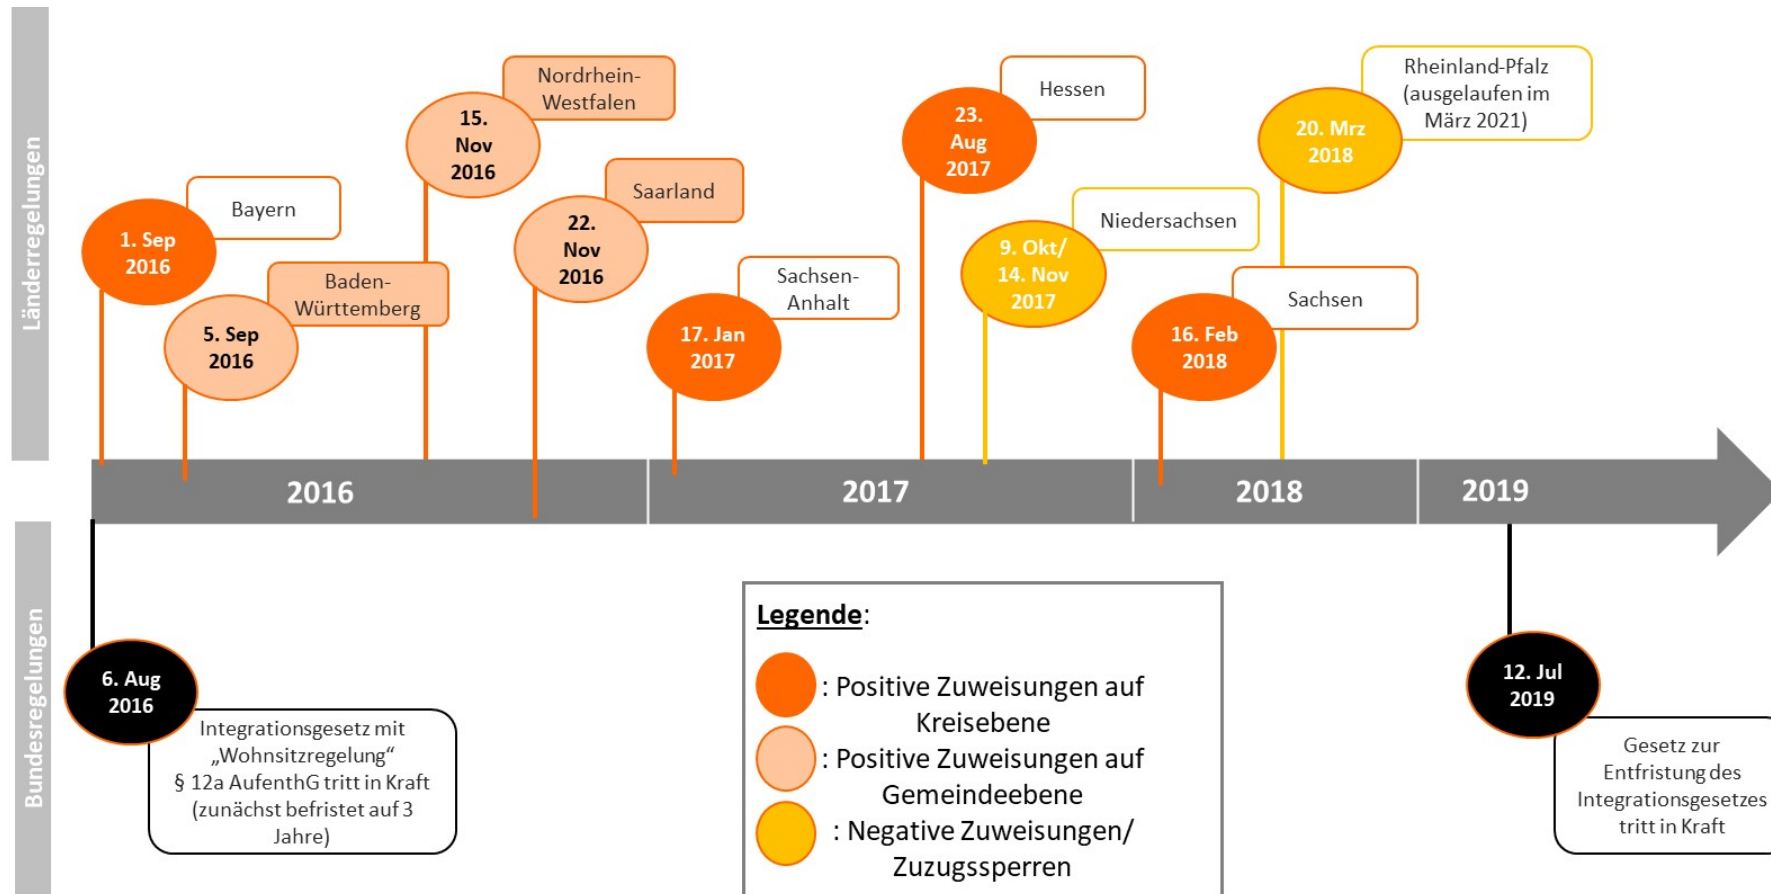 Länderregelungen
1. Sep
2016
Bayern
5. Sep
2016
Baden-
Württemberg
15.
Nov
2016
Nordrhein-
Westfalen
22.
Nov
2016
Saarland
17. Jan
2017
Sachsen-
Anhalt
23.
Aug
2017
Hessen
9. Okt/
14. Nov
2017
Niedersachsen
16. Feb
2018
Sachsen
20. Mrz
2018
Rheinland-Pfalz
(ausgelaufen im
März 2021)
2016
2017
2018
2019
Bundesregelungen
6. Aug
2016
Integrationsgesetz mit
„Wohnsitzregelung“
§ 12a AufenthG tritt in Kraft
(zunächst befristet auf 3
Jahre)
Legende:
: Positive Zuweisungen auf
Kreisebene
: Positive Zuweisungen auf
Gemeindeebene
: Negative Zuweisungen/
Zuzugssperren
12. Jul
2019
Gesetz zur
Entfristung des
Integrationsgesetzes
tritt in Kraft